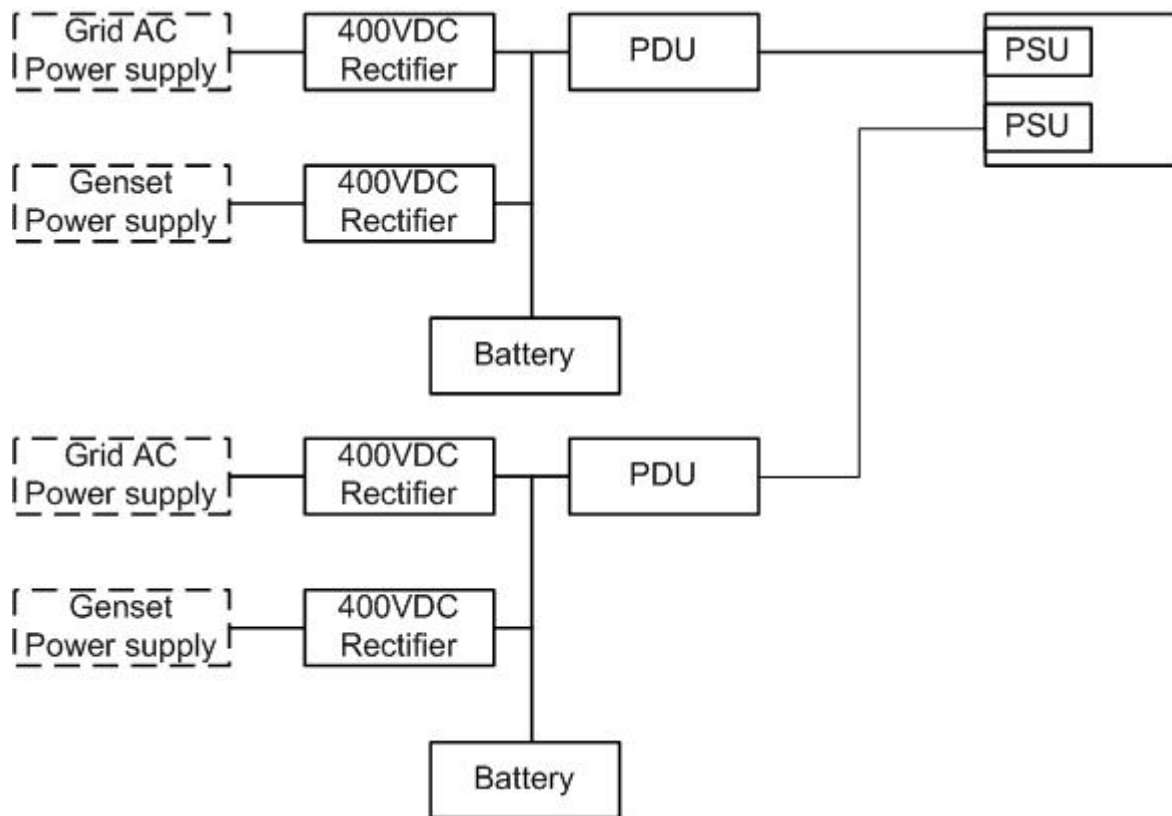 Grid AC
Power supply
400VDC
Rectifier
PDU
PSU
PSU
Genset
Power supply
400VDC
Rectifier
Battery
Grid AC
Power supply
400VDC
Rectifier
PDU
Genset
Power supply
400VDC
Rectifier
Battery